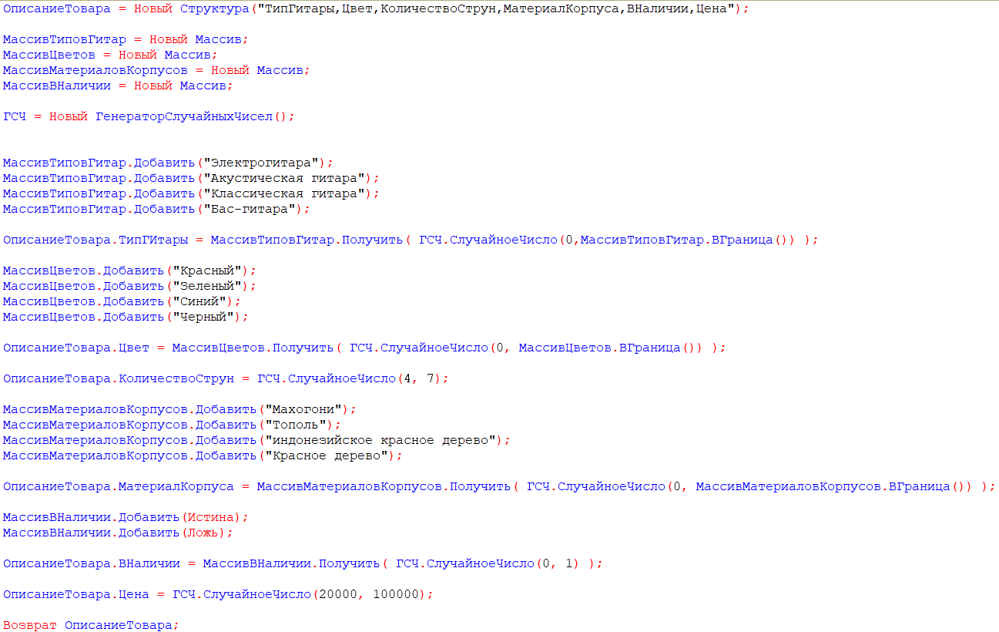 ОписаниеТовара = Новый Структура("ТипГитары,Цвет,КоличествоСтрун,МатериалКорпуса,ВНаличии,Цена");
МассивТиповГитар = Новый Массив;
МассивЦветов = Новый Массив;
МассивМатериаловКорпусов = Новый Массив;
МассивВНаличии = Новый Массив;
ГСЧ = Новый ГенераторСлучайныхЧисел();
МассивТиповГитар.Добавить("Электрогитара");
МассивТиповГитар.Добавить("Акустическая гитара");
МассивТиповГитар.Добавить("Классическая гитара");
МассивТиповГитар.Добавить("Бас-гитара");
ОписаниеТовара.ТипГИтары = МассивТиповГитар.Получить( ГСЧ.СлучайноеЧисло(0,МассивТиповГитар.ВГраница()) );
МассивЦветов.Добавить("Красный");
МассивЦветов.Добавить("Зеленый");
МассивЦветов.Добавить("Синий");
МассивЦветов.Добавить("Черный");
ОписаниеТовара.Цвет = МассивЦветов.Получить( ГСЧ.СлучайноеЧисло(0, МассивЦветов.ВГраница()) );
ОписаниеТовара.КоличествоСтрун = ГСЧ.СлучайноеЧисло(4, 7);
МассивМатериаловКорпусов.Добавить("Махогони");
МассивМатериаловКорпусов.Добавить("Тополь");
МассивМатериаловКорпусов.Добавить("индонезийское красное дерево");
МассивМатериаловКорпусов.Добавить("Красное дерево");
ОписаниеТовара.МатериалКорпуса = МассивМатериаловКорпусов.Получить( ГСЧ.СлучайноеЧисло(0, МассивМатериаловКорпусов.ВГраница()) );
МассивВНаличии.Добавить(Истина);
МассивВНаличии.Добавить(Ложь);
ОписаниеТовара.ВНаличии = МассивВНаличии.Получить( ГСЧ.СлучайноеЧисло(0, 1) );
ОписаниеТовара.Цена = ГСЧ.СлучайноеЧисло(20000, 100000);
Возврат ОписаниеТовара;